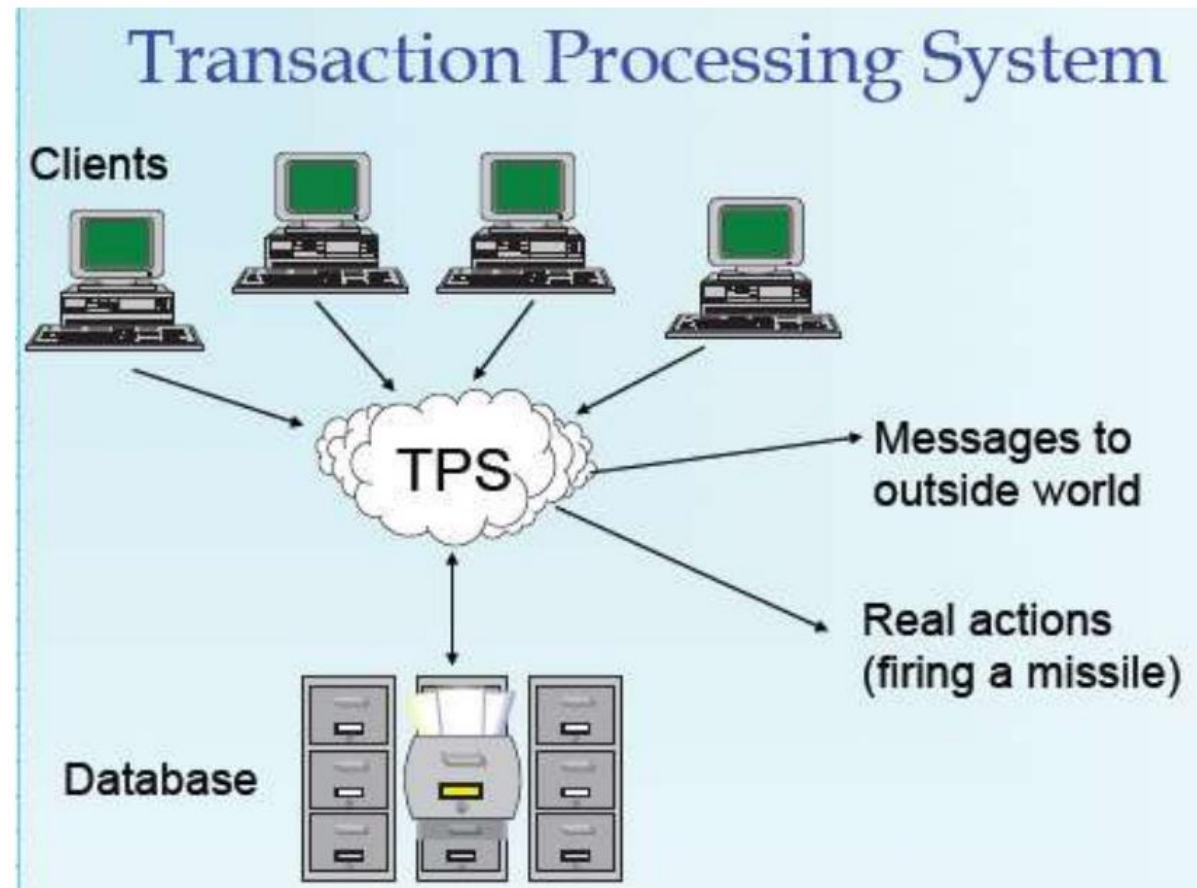 Transaction Processing System
Clients
TPS
Messages to
outside world
Real actions
(firing a missile)
Database